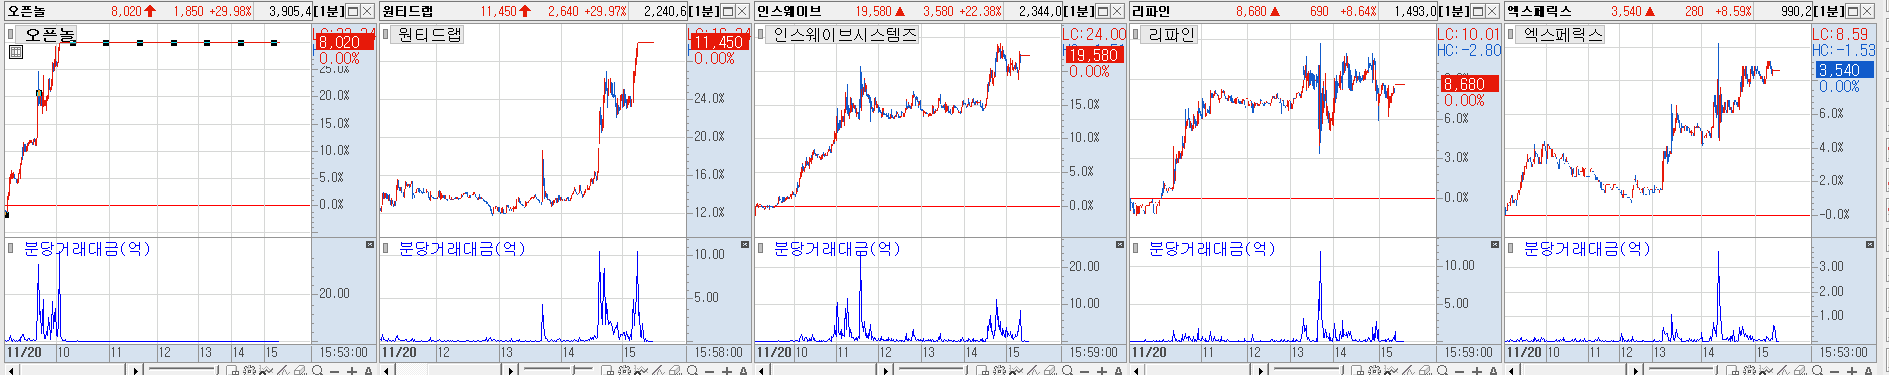 오픈놀 8,020 1,850 +29.98% 3,905,4 [1분]
오픈놀
8,020
0.00%
25.0%
20.0%
15.0%
10.0%
5.0%
0.0%
분당거래대금(억)
20.00
11/20 10 11 12 13 14 15 15:53:00
원티드랩 11,450 2,640 +29.97% 2,240,6 [1분]
원티드랩
11,450
0.00%
24.0%
20.0%
16.0%
12.0%
분당거래대금(억)
10.00
5.00
11/20 12 13 14 15 15:58:00
인스웨이브 19,580 ▲ 3,580 +22.38% 2,344,0 [1분]
인스웨이브시스템즈
LC:24.00
19,580
0.00%
15.0%
10.0%
5.0%
0.0%
분당거래대금(억)
20.00
10.00
11/20 10 11 12 13 14 15 15:59:00
리파인 8,680 ▲ 690 +8.64% 1,493,0 [1분]
리파인
LC:10.01
HC:-2.80
8,680
0.00%
6.0%
3.0%
0.0%
분당거래대금(억)
10.00
5.00
11/20 11 12 13 14 15 15:59:00
엑스페릭스 3,540 ▲ 280 +8.59% 990,2 [1분]
엑스페릭스
LC:8.59
HC:-1.53
3,540
0.00%
6.0%
4.0%
2.0%
-0.0%
분당거래대금(억)
3.00
2.00
1.00
11/20 10 11 12 13 14 15 15:53:00